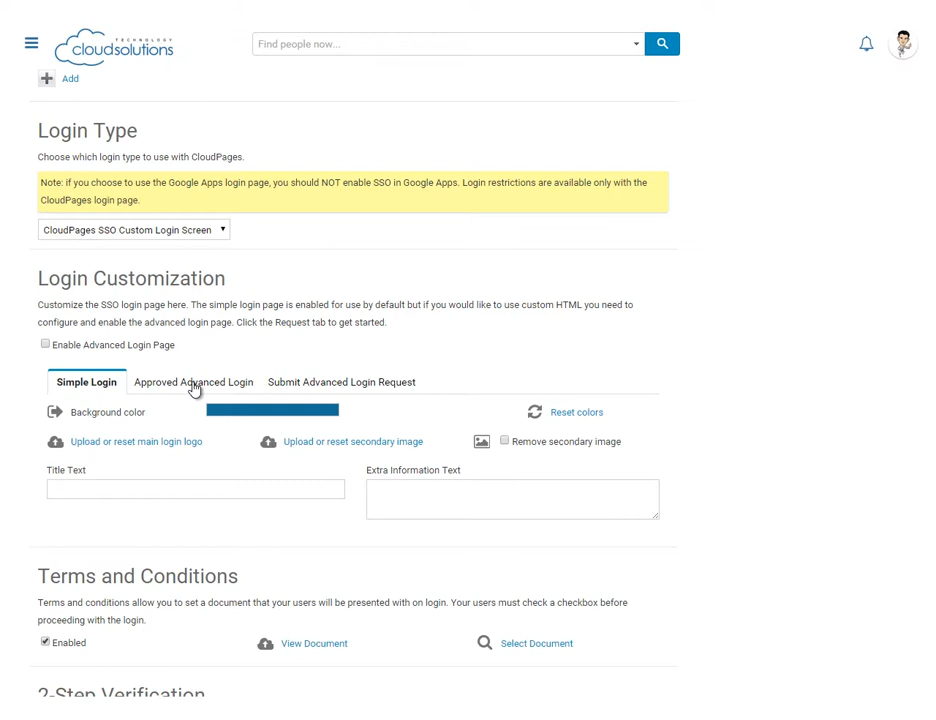 TECHNOLOGY
cloudsolutions
Find people now...
Add
Login Type
Choose which login type to use with CloudPages.
Note: if you choose to use the Google Apps login page, you should NOT enable SSO in Google Apps. Login restrictions are available only with the
CloudPages login page.
CloudPages SSO Custom Login Screen
Login Customization
Customize the SSO login page here. The simple login page is enabled for use by default but if you would like to use custom HTML you need to
configure and enable the advanced login page. Click the Request tab to get started.
Enable Advanced Login Page
Simple Login Approved Advanced Login Submit Advanced Login Request
Background color Reset colors
Upload or reset main login logo Upload or reset secondary image Remove secondary image
Title Text Extra Information Text
Terms and Conditions
Terms and conditions allow you to set a document that your users will be presented with on login. Your users must check a checkbox before
proceeding with the login.
Enabled View Document Select Document
2-Step Verification